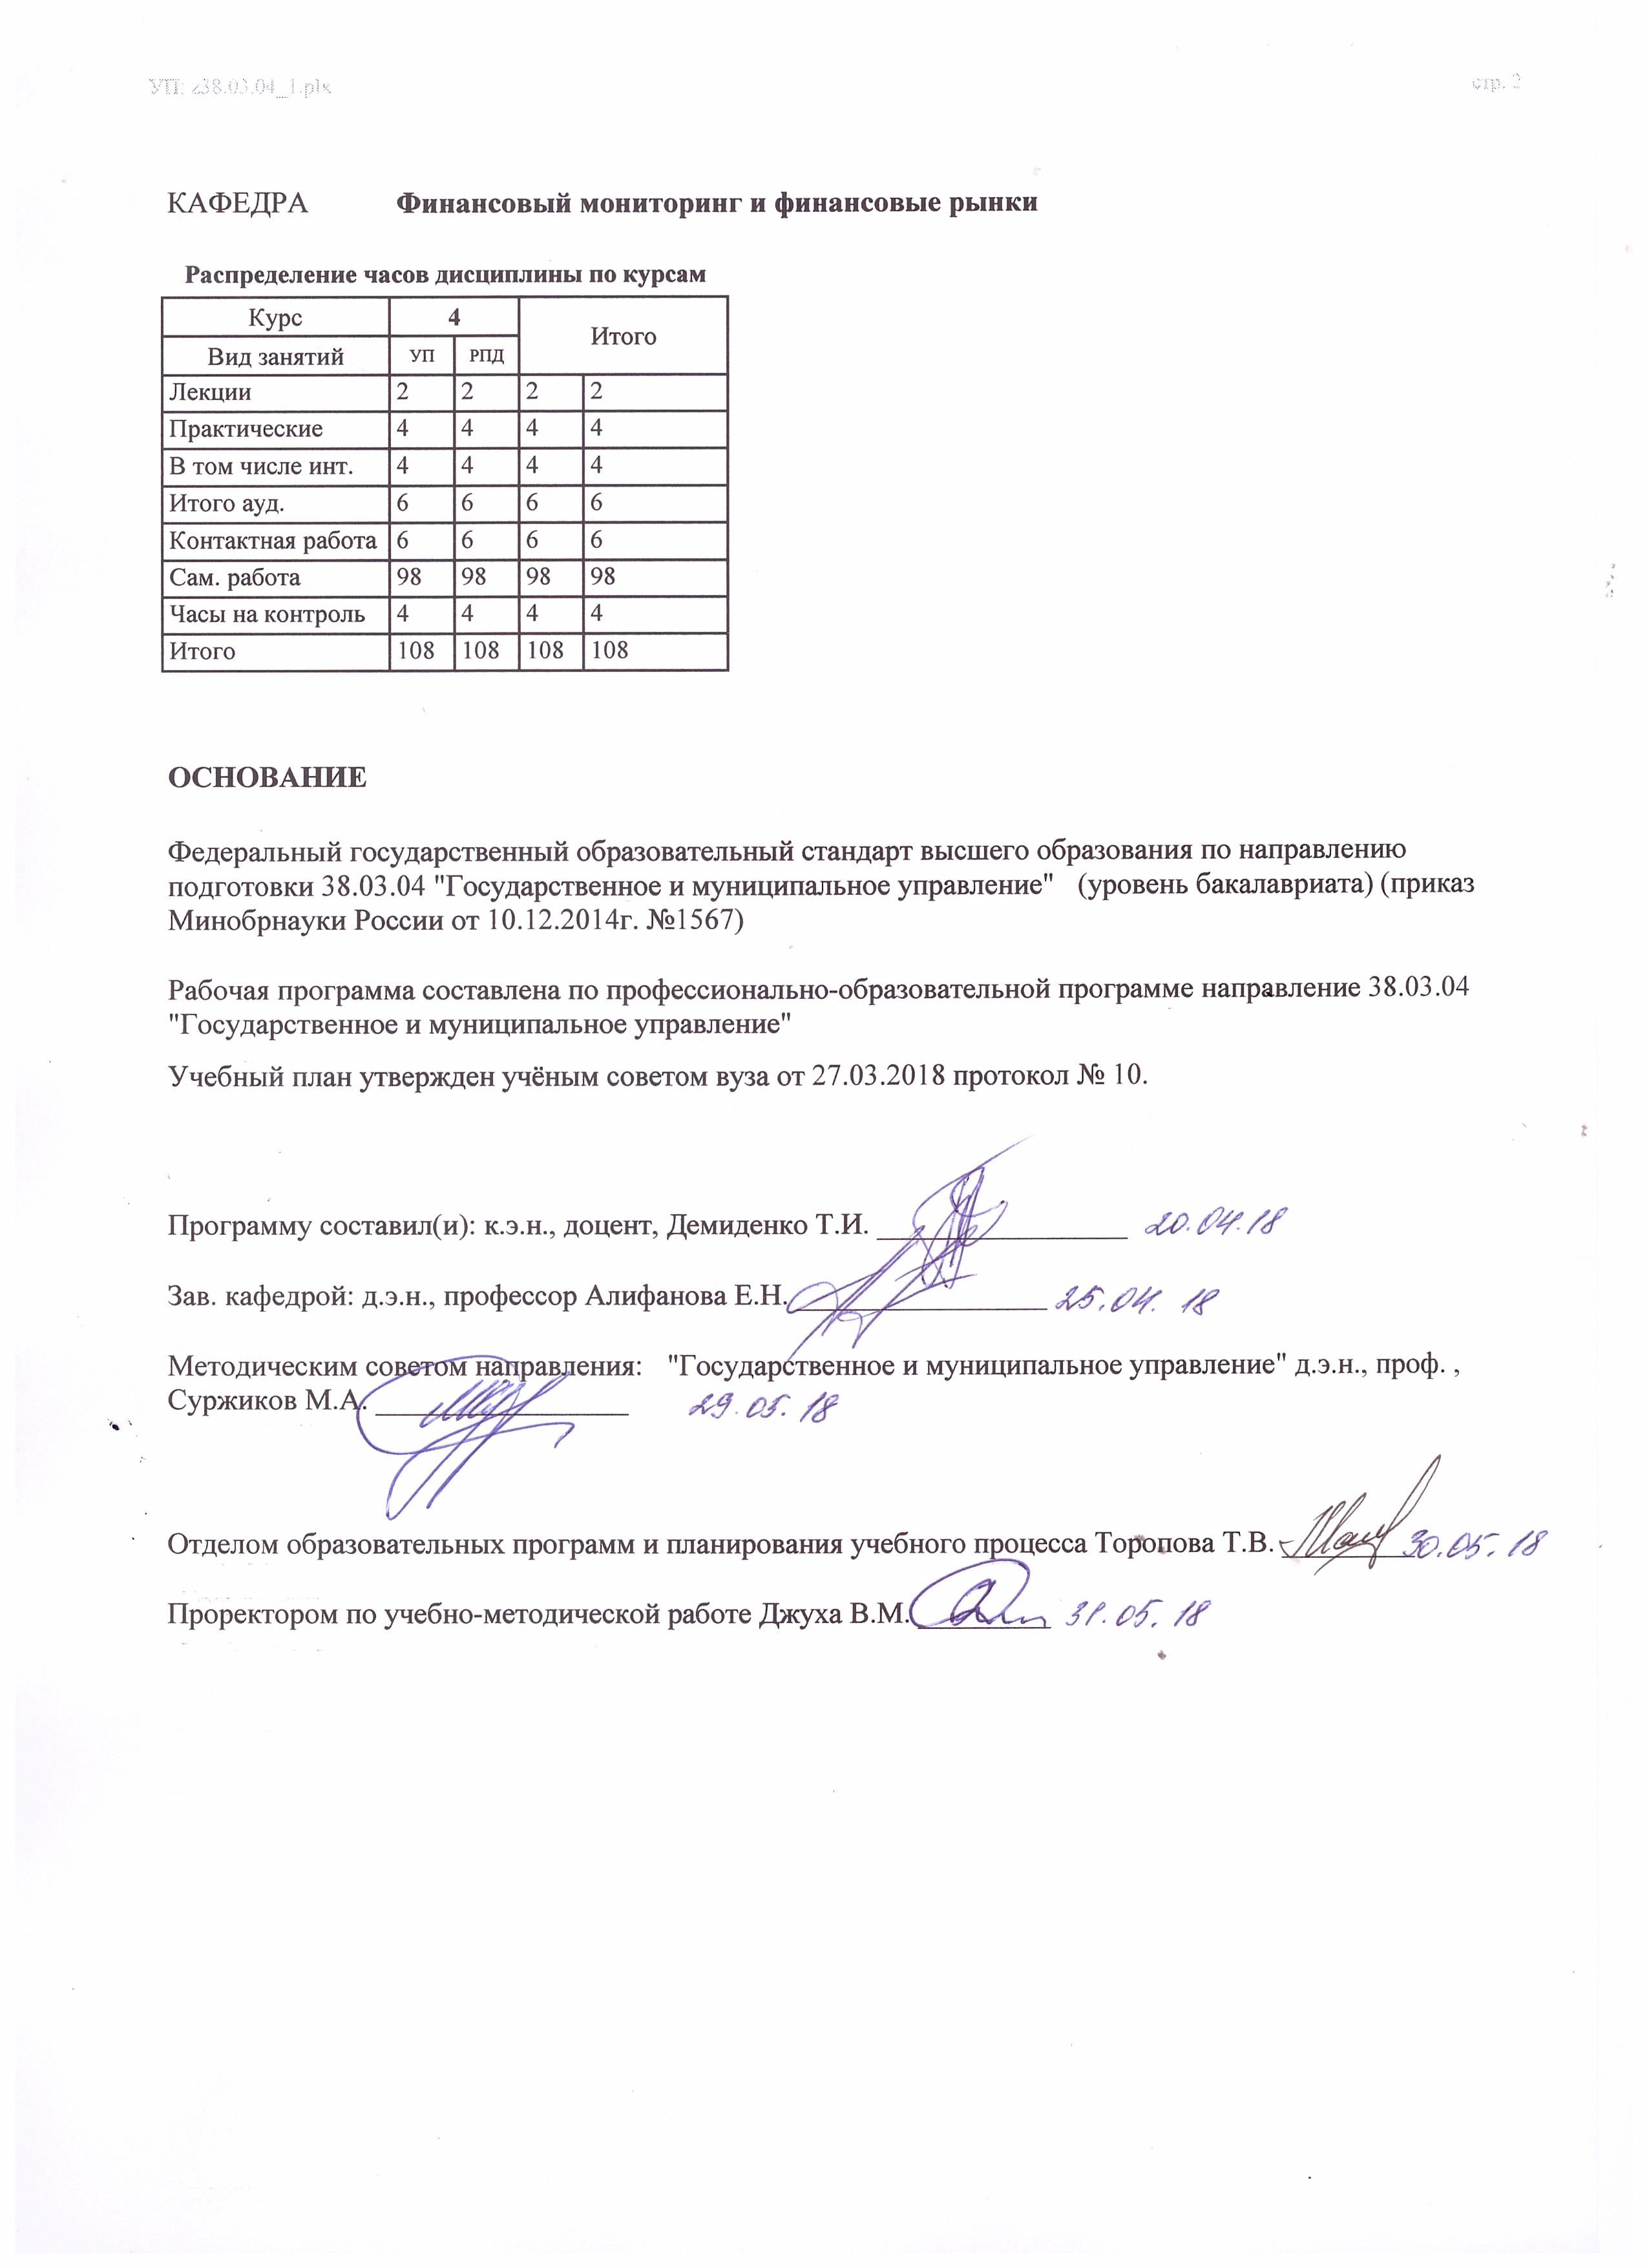 УП: z38.03.04_1.plx стр. 2
КАФЕДРА Финансовый мониторинг и финансовые рынки
Распределение часов дисциплины по курсам
Курс 4 Итого
Вид занятий УП РПД
Лекции 2 2 2 2
Практические 4 4 4 4
В том числе инт. 4 4 4 4
Итого ауд. 6 6 6 6
Контактная работа 6 6 6 6
Сам. работа 98 98 98 98
Часы на контроль 4 4 4 4
Итого 108 108 108 108
ОСНОВАНИЕ
Федеральный государственный образовательный стандарт высшего образования по направлению
подготовки 38.03.04 "Государственное и муниципальное управление" (уровень бакалавриата) (приказ
Минобрнауки России от 10.12.2014г. №1567)
Рабочая программа составлена по профессионально-образовательной программе направление 38.03.04
"Государственное и муниципальное управление"
Учебный план утвержден учёным советом вуза от 27.03.2018 протокол № 10.
Программу составил(и): к.э.н., доцент, Демиденко Т.И. 20.04.18
Зав. кафедрой: д.э.н., профессор Алифанова Е.Н. 25.04. 18
Методическим советом направления: "Государственное и муниципальное управление" д.э.н., проф. ,
Суржиков М.А. 29.05.18
Отделом образовательных программ и планирования учебного процесса Торопова Т.В. 30.05.18
Проректором по учебно-методической работе Джуха В.М. 31.05.18